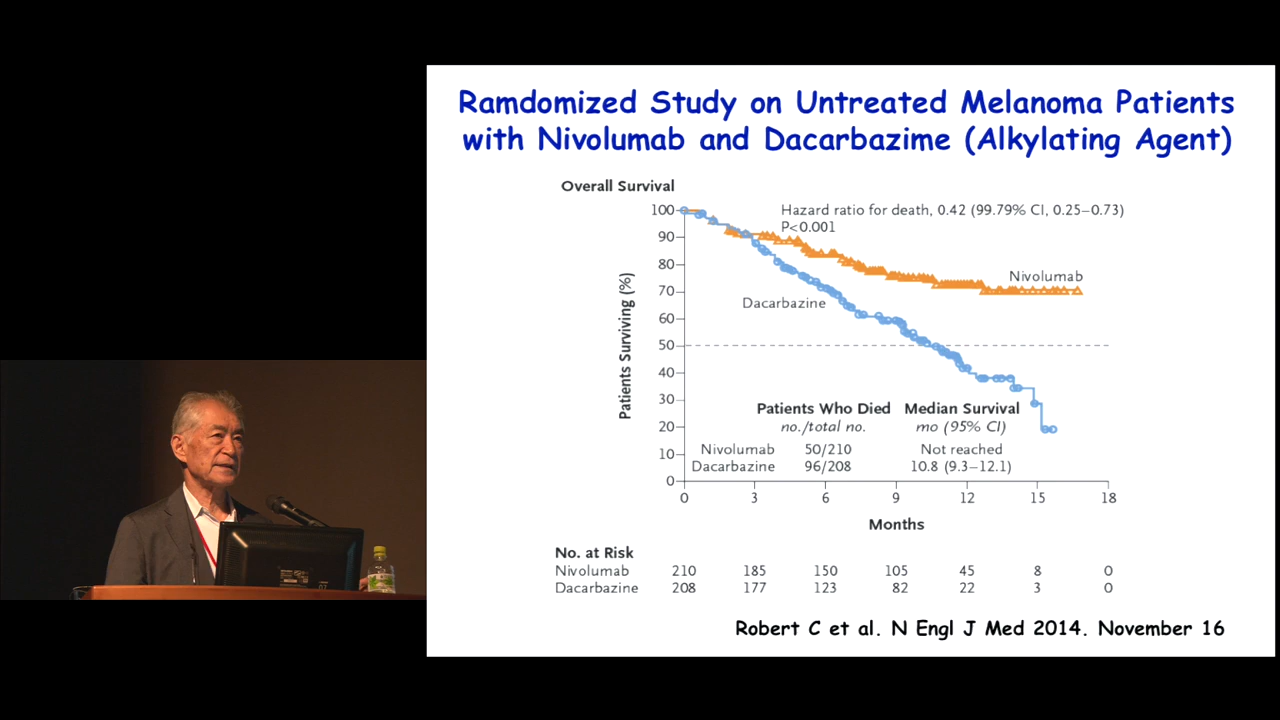 Ramdomized Study on Untreated Melanoma Patients
with Nivolumab and Dacarbazime (Alkylating Agent)
Overall Survival
Hazard ratio for death, 0.42 (99.79% CI, 0.25–0.73)
P<0.001
Patients Surviving (%)
100
90
80
70
60
50
40
30
20
10
0
Nivolumab
Dacarbazine
Patients Who Died Median Survival
no./total no. mo (95% CI)
Nivolumab 50/210 Not reached
Dacarbazine 96/208 10.8 (9.3–12.1)
0 3 6 9 12 15 18
Months
No. at Risk
Nivolumab 210 185 150 105 45 8 0
Dacarbazine 208 177 123 82 22 3 0
Robert C et al. N Engl J Med 2014. November 16